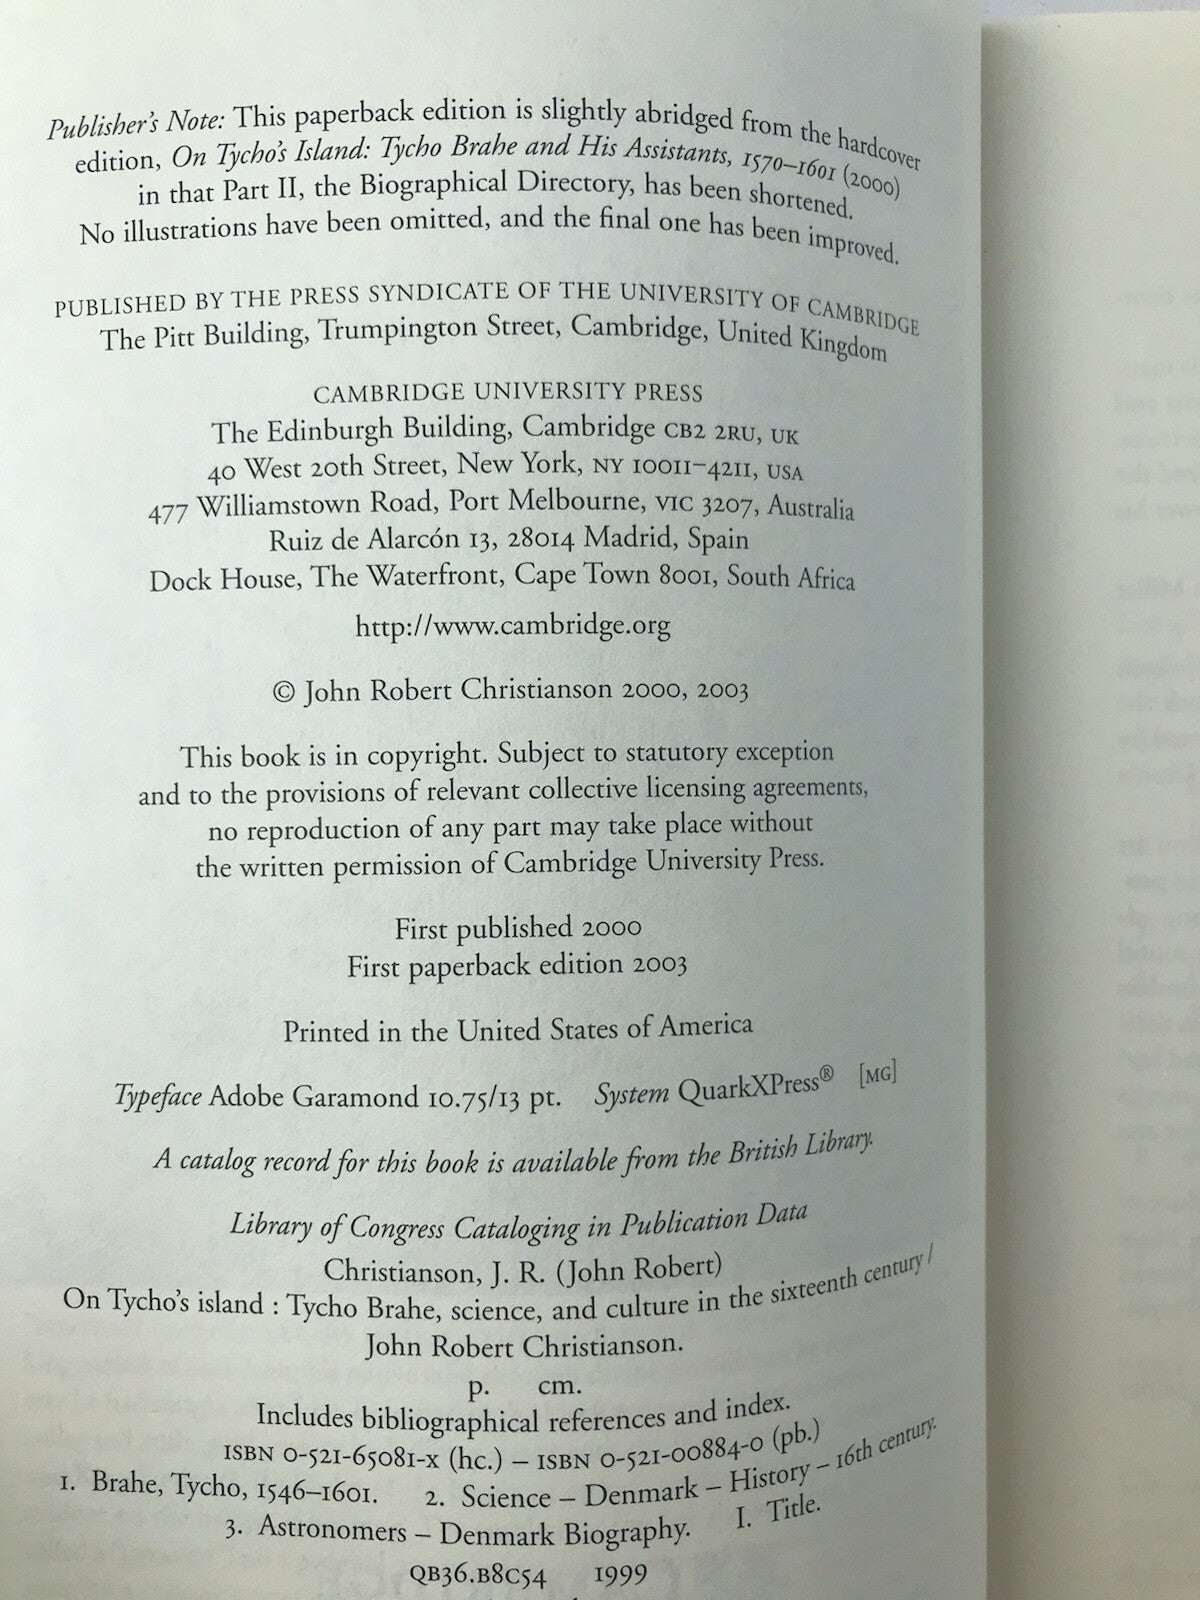 Publisher's Note: This paperback edition is slightly abridged from the hardcover
edition, On Tycho's Island: Tycho Brahe and His Assistants, 1570–1601 (2000)
in that Part II, the Biographical Directory, has been shortened.
No illustrations have been omitted, and the final one has been improved.
PUBLISHED BY THE PRESS SYNDICATE OF THE UNIVERSITY OF CAMBRIDGE
The Pitt Building, Trumpington Street, Cambridge, United Kingdom
CAMBRIDGE UNIVERSITY PRESS
The Edinburgh Building, Cambridge CB2 2RU, UK
40 West 20th Street, New York, NY 10011–4211, USA
477 Williamstown Road, Port Melbourne, VIC 3207, Australia
Ruiz de Alarcón 13, 28014 Madrid, Spain
Dock House, The Waterfront, Cape Town 8001, South Africa
http://www.cambridge.org
© John Robert Christianson 2000, 2003
This book is in copyright. Subject to statutory exception
and to the provisions of relevant collective licensing agreements,
no reproduction of any part may take place without
the written permission of Cambridge University Press.
First published 2000
First paperback edition 2003
Printed in the United States of America
Typeface Adobe Garamond 10.75/13 pt. System QuarkXPress® [MG]
A catalog record for this book is available from the British Library.
Library of Congress Cataloging in Publication Data
Christianson, J. R. (John Robert)
On Tycho's island : Tycho Brahe, science, and culture in the sixteenth century /
John Robert Christianson.
p. cm.
Includes bibliographical references and index.
ISBN 0-521-65081-X (hc.) – ISBN 0-521-00884-0 (pb.)
1. Brahe, Tycho, 1546–1601. 2. Science – Denmark – History – 16th century.
3. Astronomers – Denmark Biography. I. Title.
QB36.B8C54 1999